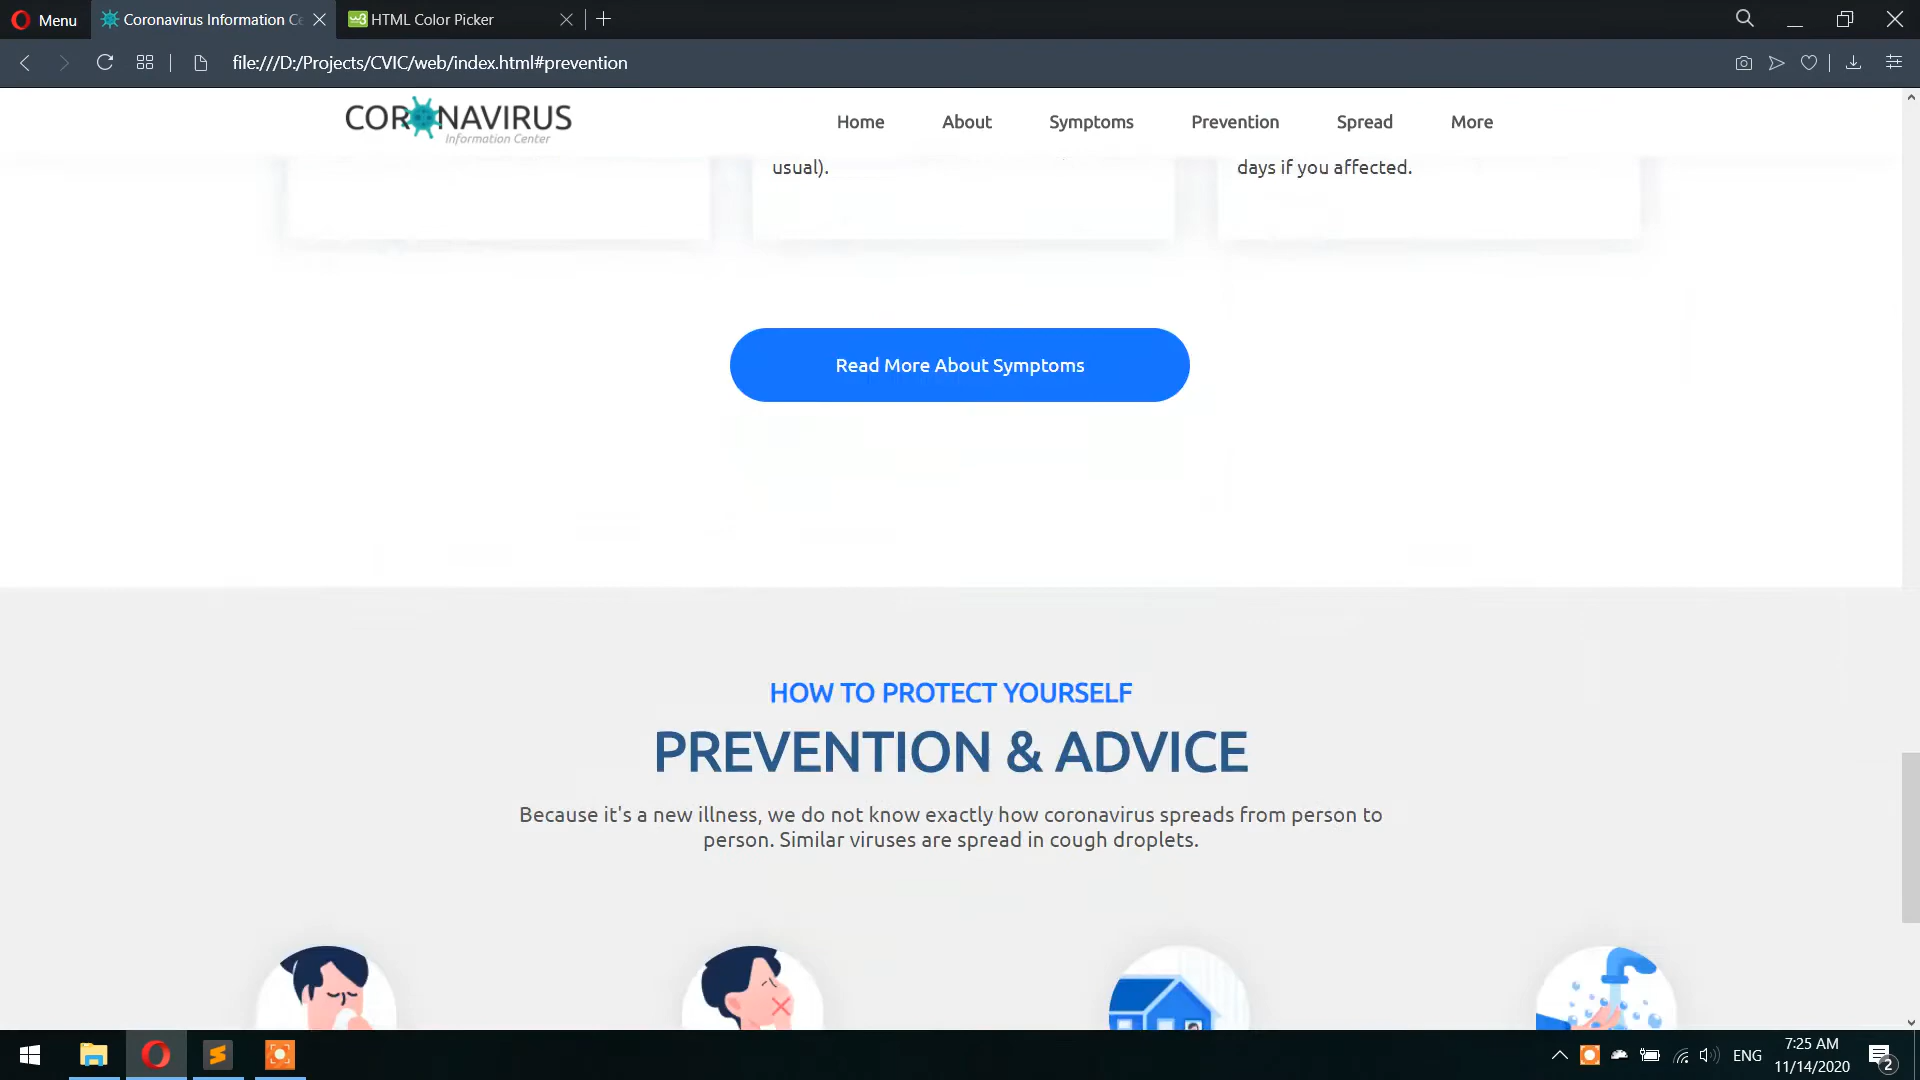 Menu
Coronavirus Information Ce
HTML Color Picker
file:///D:/Projects/CVIC/web/index.html#prevention
CORONAVIRUS
Information Center
Home
About
Symptoms
Prevention
Spread
More
usual).
days if you affected.
Read More About Symptoms
HOW TO PROTECT YOURSELF
PREVENTION & ADVICE
Because it's a new illness, we do not know exactly how coronavirus spreads from person to
person. Similar viruses are spread in cough droplets.
ENG
7:25 AM
11/14/2020
2